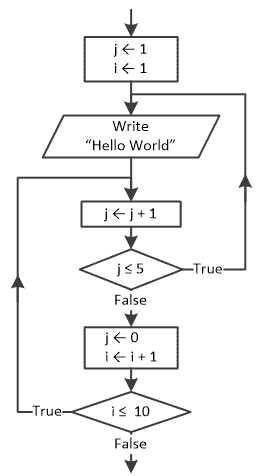 j ← 1
i ← 1
Write
“Hello World”
j ← j + 1
j ≤ 5
True
False
j ← 0
i ← i + 1
True
i ≤ 10
False